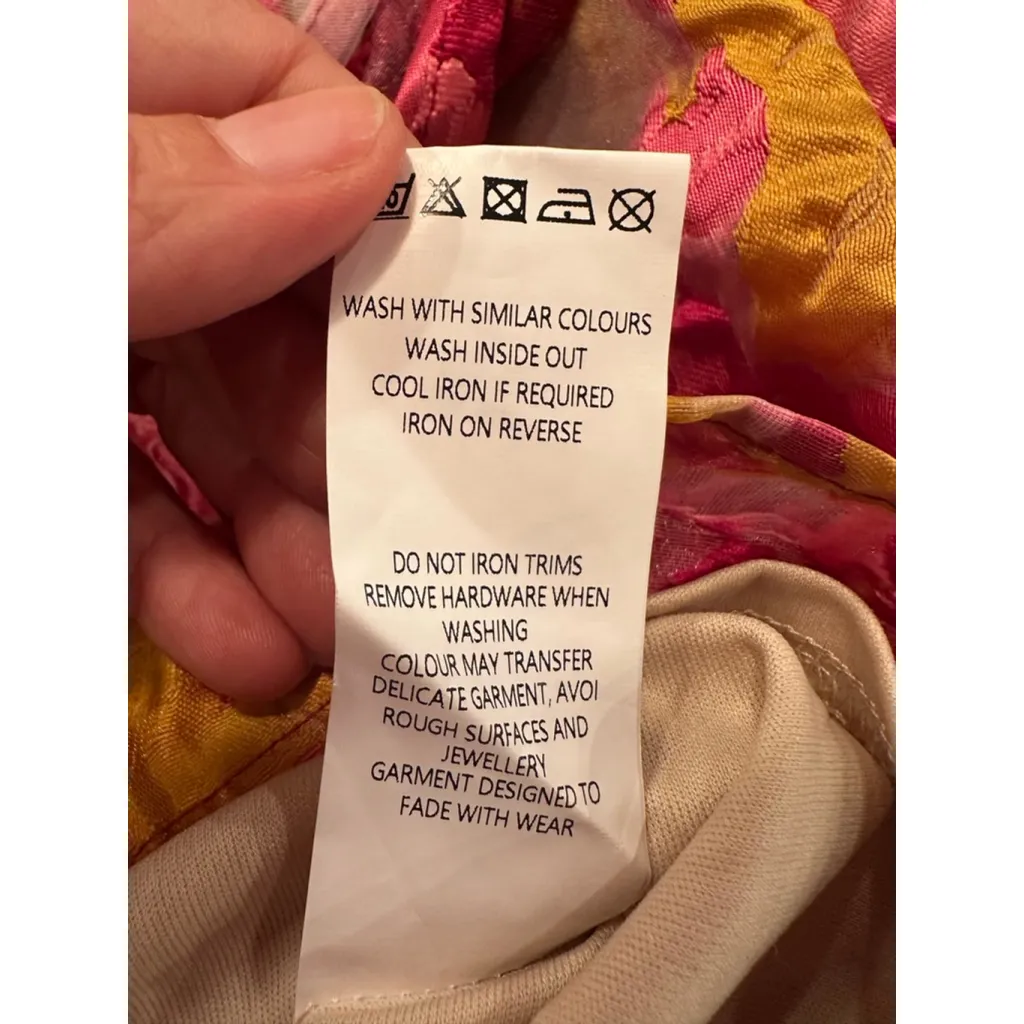 WASH WITH SIMILAR COLOURS
WASH INSIDE OUT
COOL IRON IF REQUIRED
IRON ON REVERSE
DO NOT IRON TRIMS
REMOVE HARDWARE WHEN
WASHING
COLOUR MAY TRANSFER
DELICATE GARMENT, AVOI
ROUGH SURFACES AND
JEWELLERY
GARMENT DESIGNED TO
FADE WITH WEAR